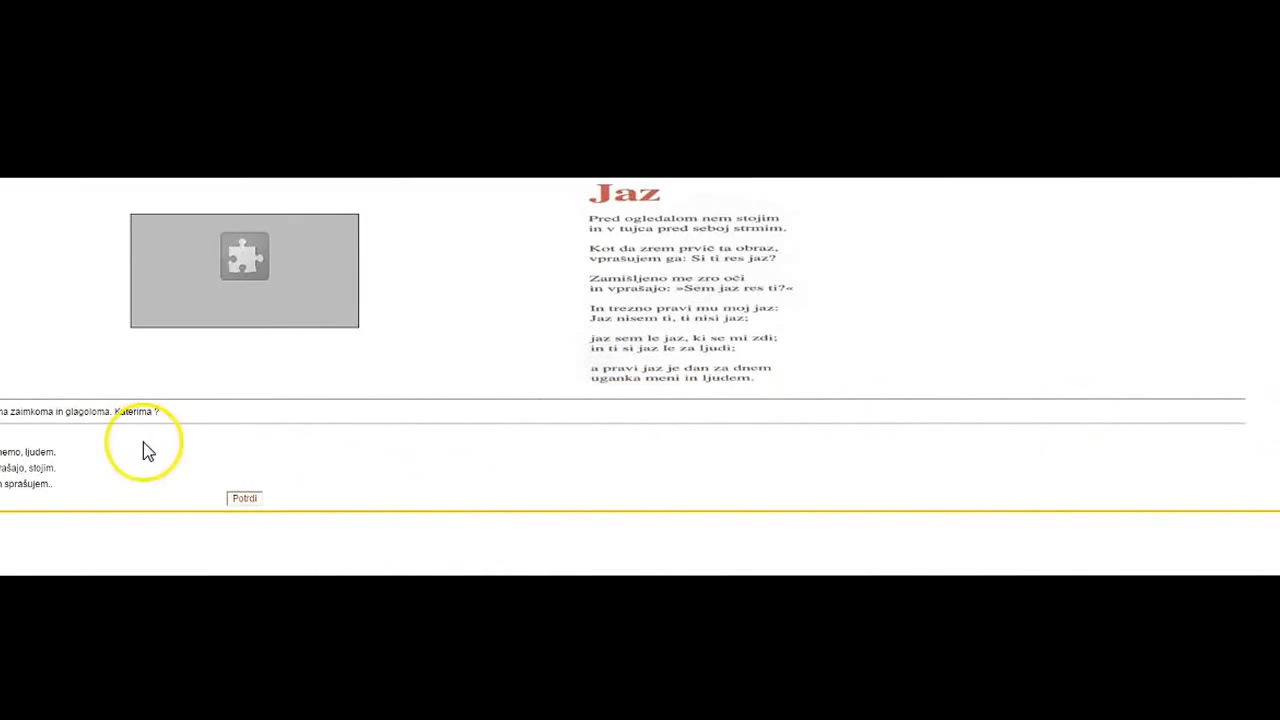 Jaz
Pred ogledalom nem stojim
in v tujca pred seboj strmim.
Kot da zrem prvič ta obraz,
vprašujem ga: Si ti res jaz?
Zamišljeno me zro oči
in vprašajo: »Sem jaz res ti?«
In trezno pravi mu moj jaz:
Jaz nisem ti, ti nisi jaz;
jaz sem le jaz, ki se mi zdi;
in ti si jaz le za ljudi;
a pravi jaz je dan za dnem
uganka meni in ljudem.
zaimkoma in glagoloma. Katerima ?
ljudem.
stojim.
sprašujem..
Potrdi